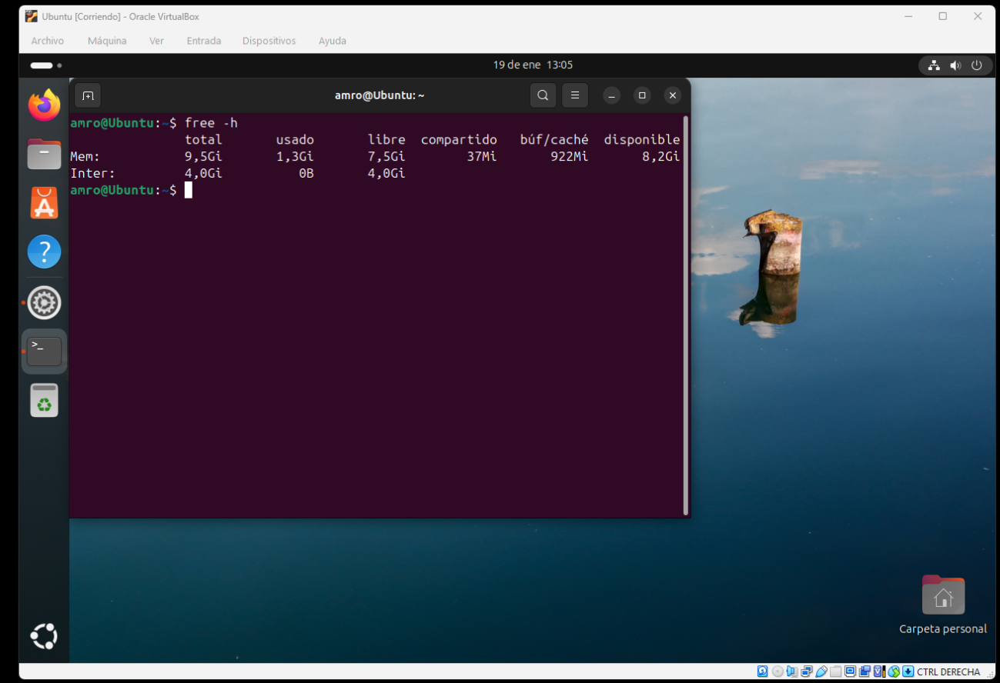 Ubuntu [Corriendo] - Oracle VirtualBox
Archivo Máquina Ver Entrada Dispositivos Ayuda
19 de ene 13:05
amro@Ubuntu: ~
amro@Ubuntu:~$ free -h
total usado libre compartido búf/caché disponible
Mem: 9,5Gi 1,3Gi 7,5Gi 37Mi 922Mi 8,2Gi
Inter: 4,0Gi 0B 4,0Gi
amro@Ubuntu:~$
Carpeta personal
CTRL DERECHA